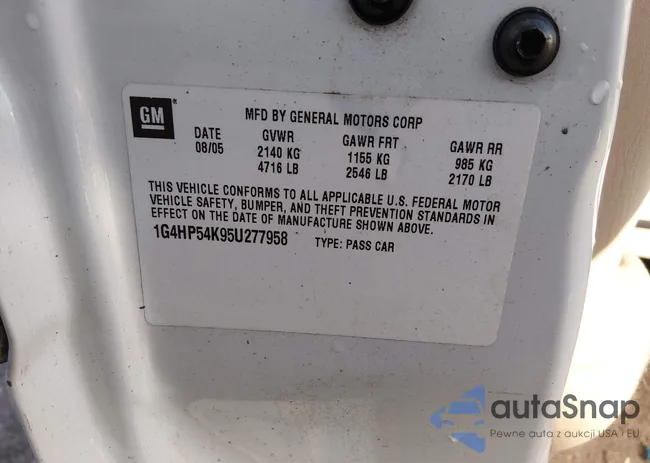 GM
MFD BY GENERAL MOTORS CORP
DATE GVWR GAWR FRT GAWR RR
08/05 2140 KG 1155 KG 985 KG
4716 LB 2546 LB 2170 LB
THIS VEHICLE CONFORMS TO ALL APPLICABLE U.S. FEDERAL MOTOR
VEHICLE SAFETY, BUMPER, AND THEFT PREVENTION STANDARDS IN
EFFECT ON THE DATE OF MANUFACTURE SHOWN ABOVE.
1G4HP54K95U277958 TYPE: PASS CAR
autaSnap
Pewne auta z aukcji USA i EU